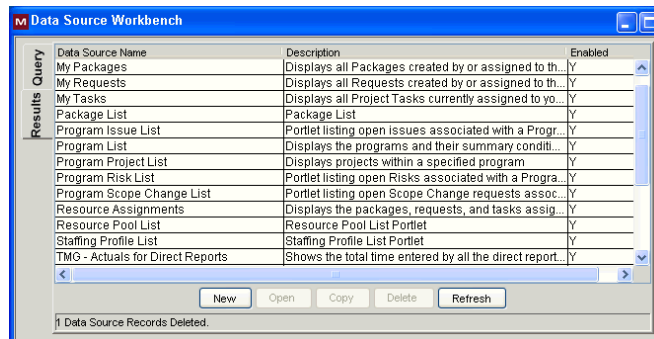 M Data Source Workbench
Query
Results
Data Source Name Description Enabled
My Packages Displays all Packages created by or assigned to th... Y
My Requests Displays all Requests created by or assigned to th... Y
My Tasks Displays all Project Tasks currently assigned to yo... Y
Package List Package List Y
Program Issue List Portlet listing open issues associated with a Progr... Y
Program List Displays the programs and their summary conditi... Y
Program Project List Displays projects within a specified program Y
Program Risk List Portlet listing open Risks associated with a Progra... Y
Program Scope Change List Portlet listing open Scope Change requests assoc... Y
Resource Assignments Displays the packages, requests, and tasks assig... Y
Resource Pool List Resource Pool List Portlet Y
Staffing Profile List Staffing Profile List Portlet Y
TMG - Actuals for Direct Reports Shows the total time entered by all the direct report... Y
New Open Copy Delete Refresh
1 Data Source Records Deleted.